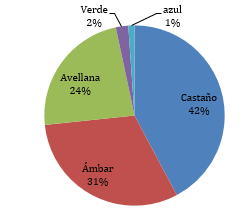 Verde
2%
azul
1%
Avellana
24%
Castaño
42%
Ámbar
31%